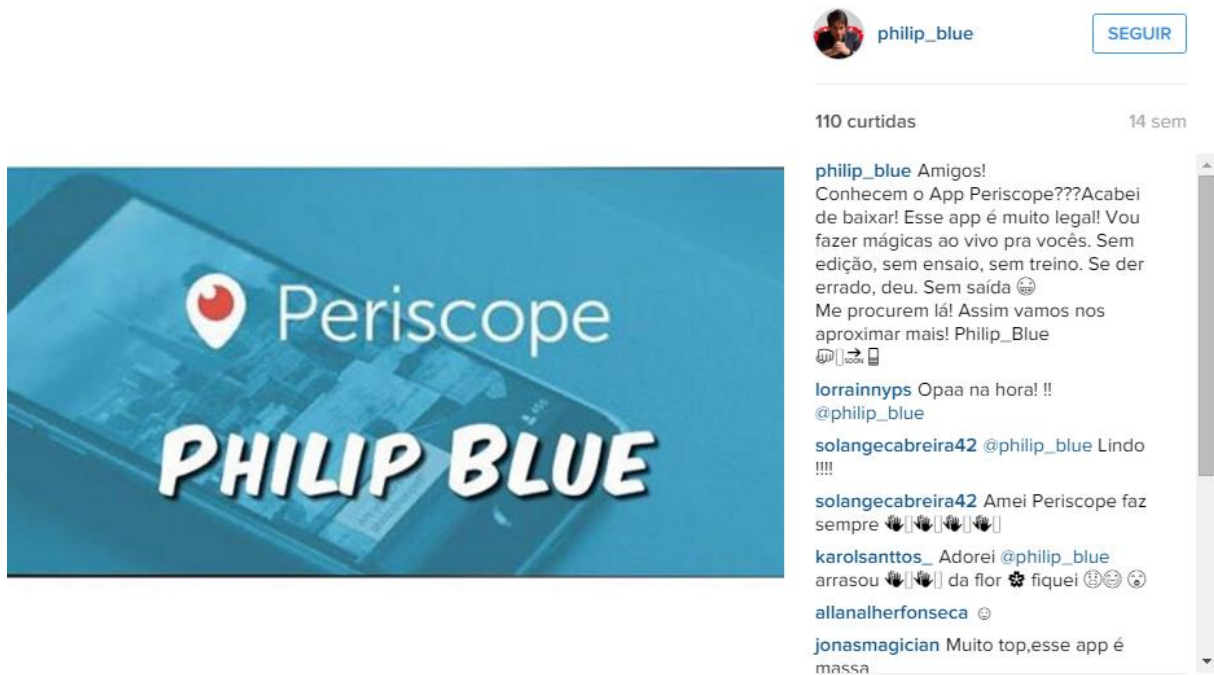 philip_blue
SEGUIR
110 curtidas
14 sem
Periscope
PHILIP BLUE
philip_blue Amigos!
Conhecem o App Periscope???Acabei
de baixar! Esse app é muito legal! Vou
fazer mágicas ao vivo pra vocês. Sem
edição, sem ensaio, sem treino. Se der
errado, deu. Sem saída 😁
Me procurem lá! Assim vamos nos
aproximar mais! Philip_Blue
👊🔜📱
lorrainnyps Opaa na hora! !!
@philip_blue
solangecabreira42 @philip_blue Lindo
!!!!
solangecabreira42 Amei Periscope faz
sempre 👋👋👋👋
karolsanttos_ Adorei @philip_blue
arrasou 👋👋 da flor 🌸 fiquei 😳😄😮
allanalherfonseca ☺
jonasmagician Muito top,esse app é
massa